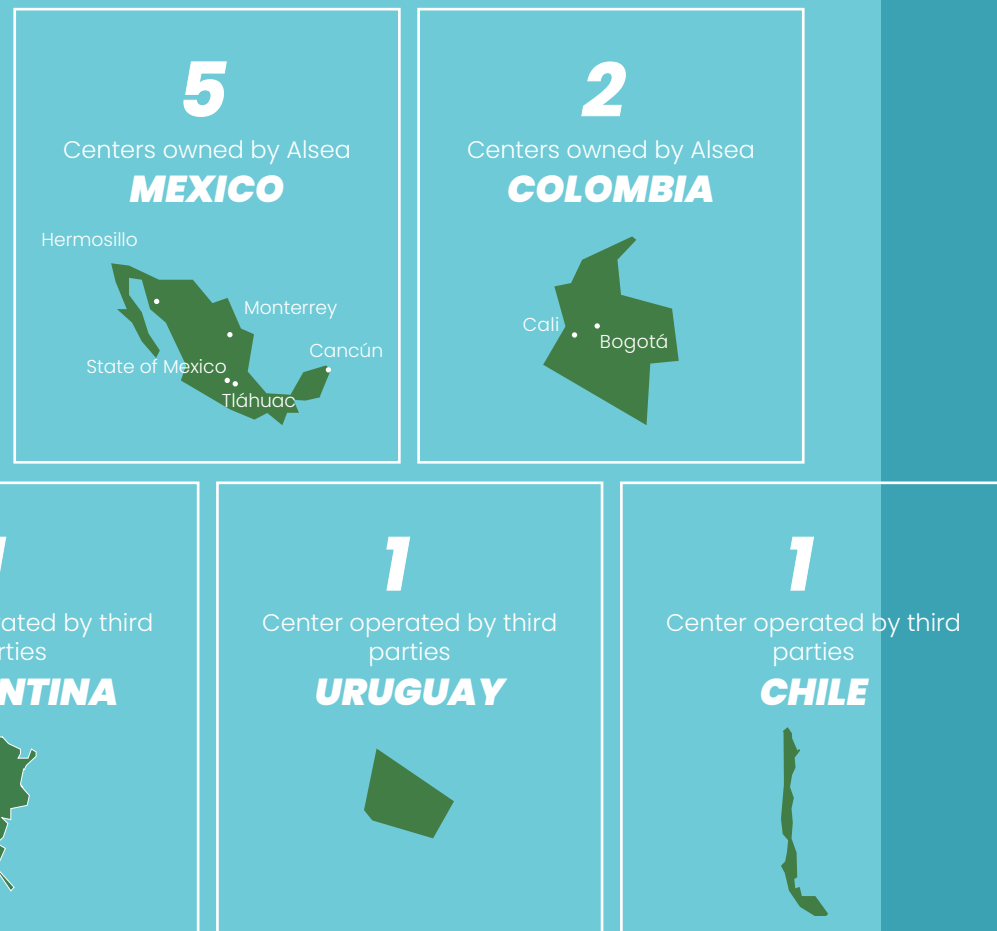 5
Centers owned by Alsea
MEXICO
Hermosillo
Monterrey
Cancún
State of Mexico
Tláhuac
2
Centers owned by Alsea
COLOMBIA
Cali
Bogotá
ated by third
rties
NTINA
1
Center operated by third
parties
URUGUAY
1
Center operated by third
parties
CHILE